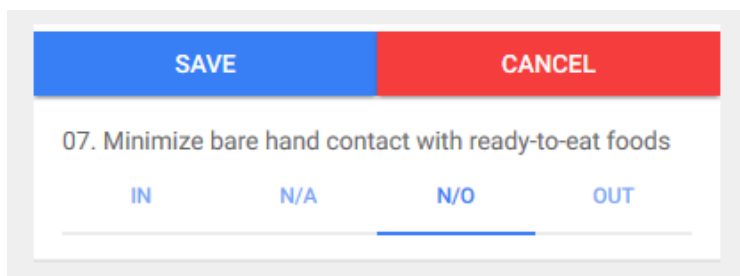 SAVE CANCEL
07. Minimize bare hand contact with ready-to-eat foods
IN N/A N/O OUT